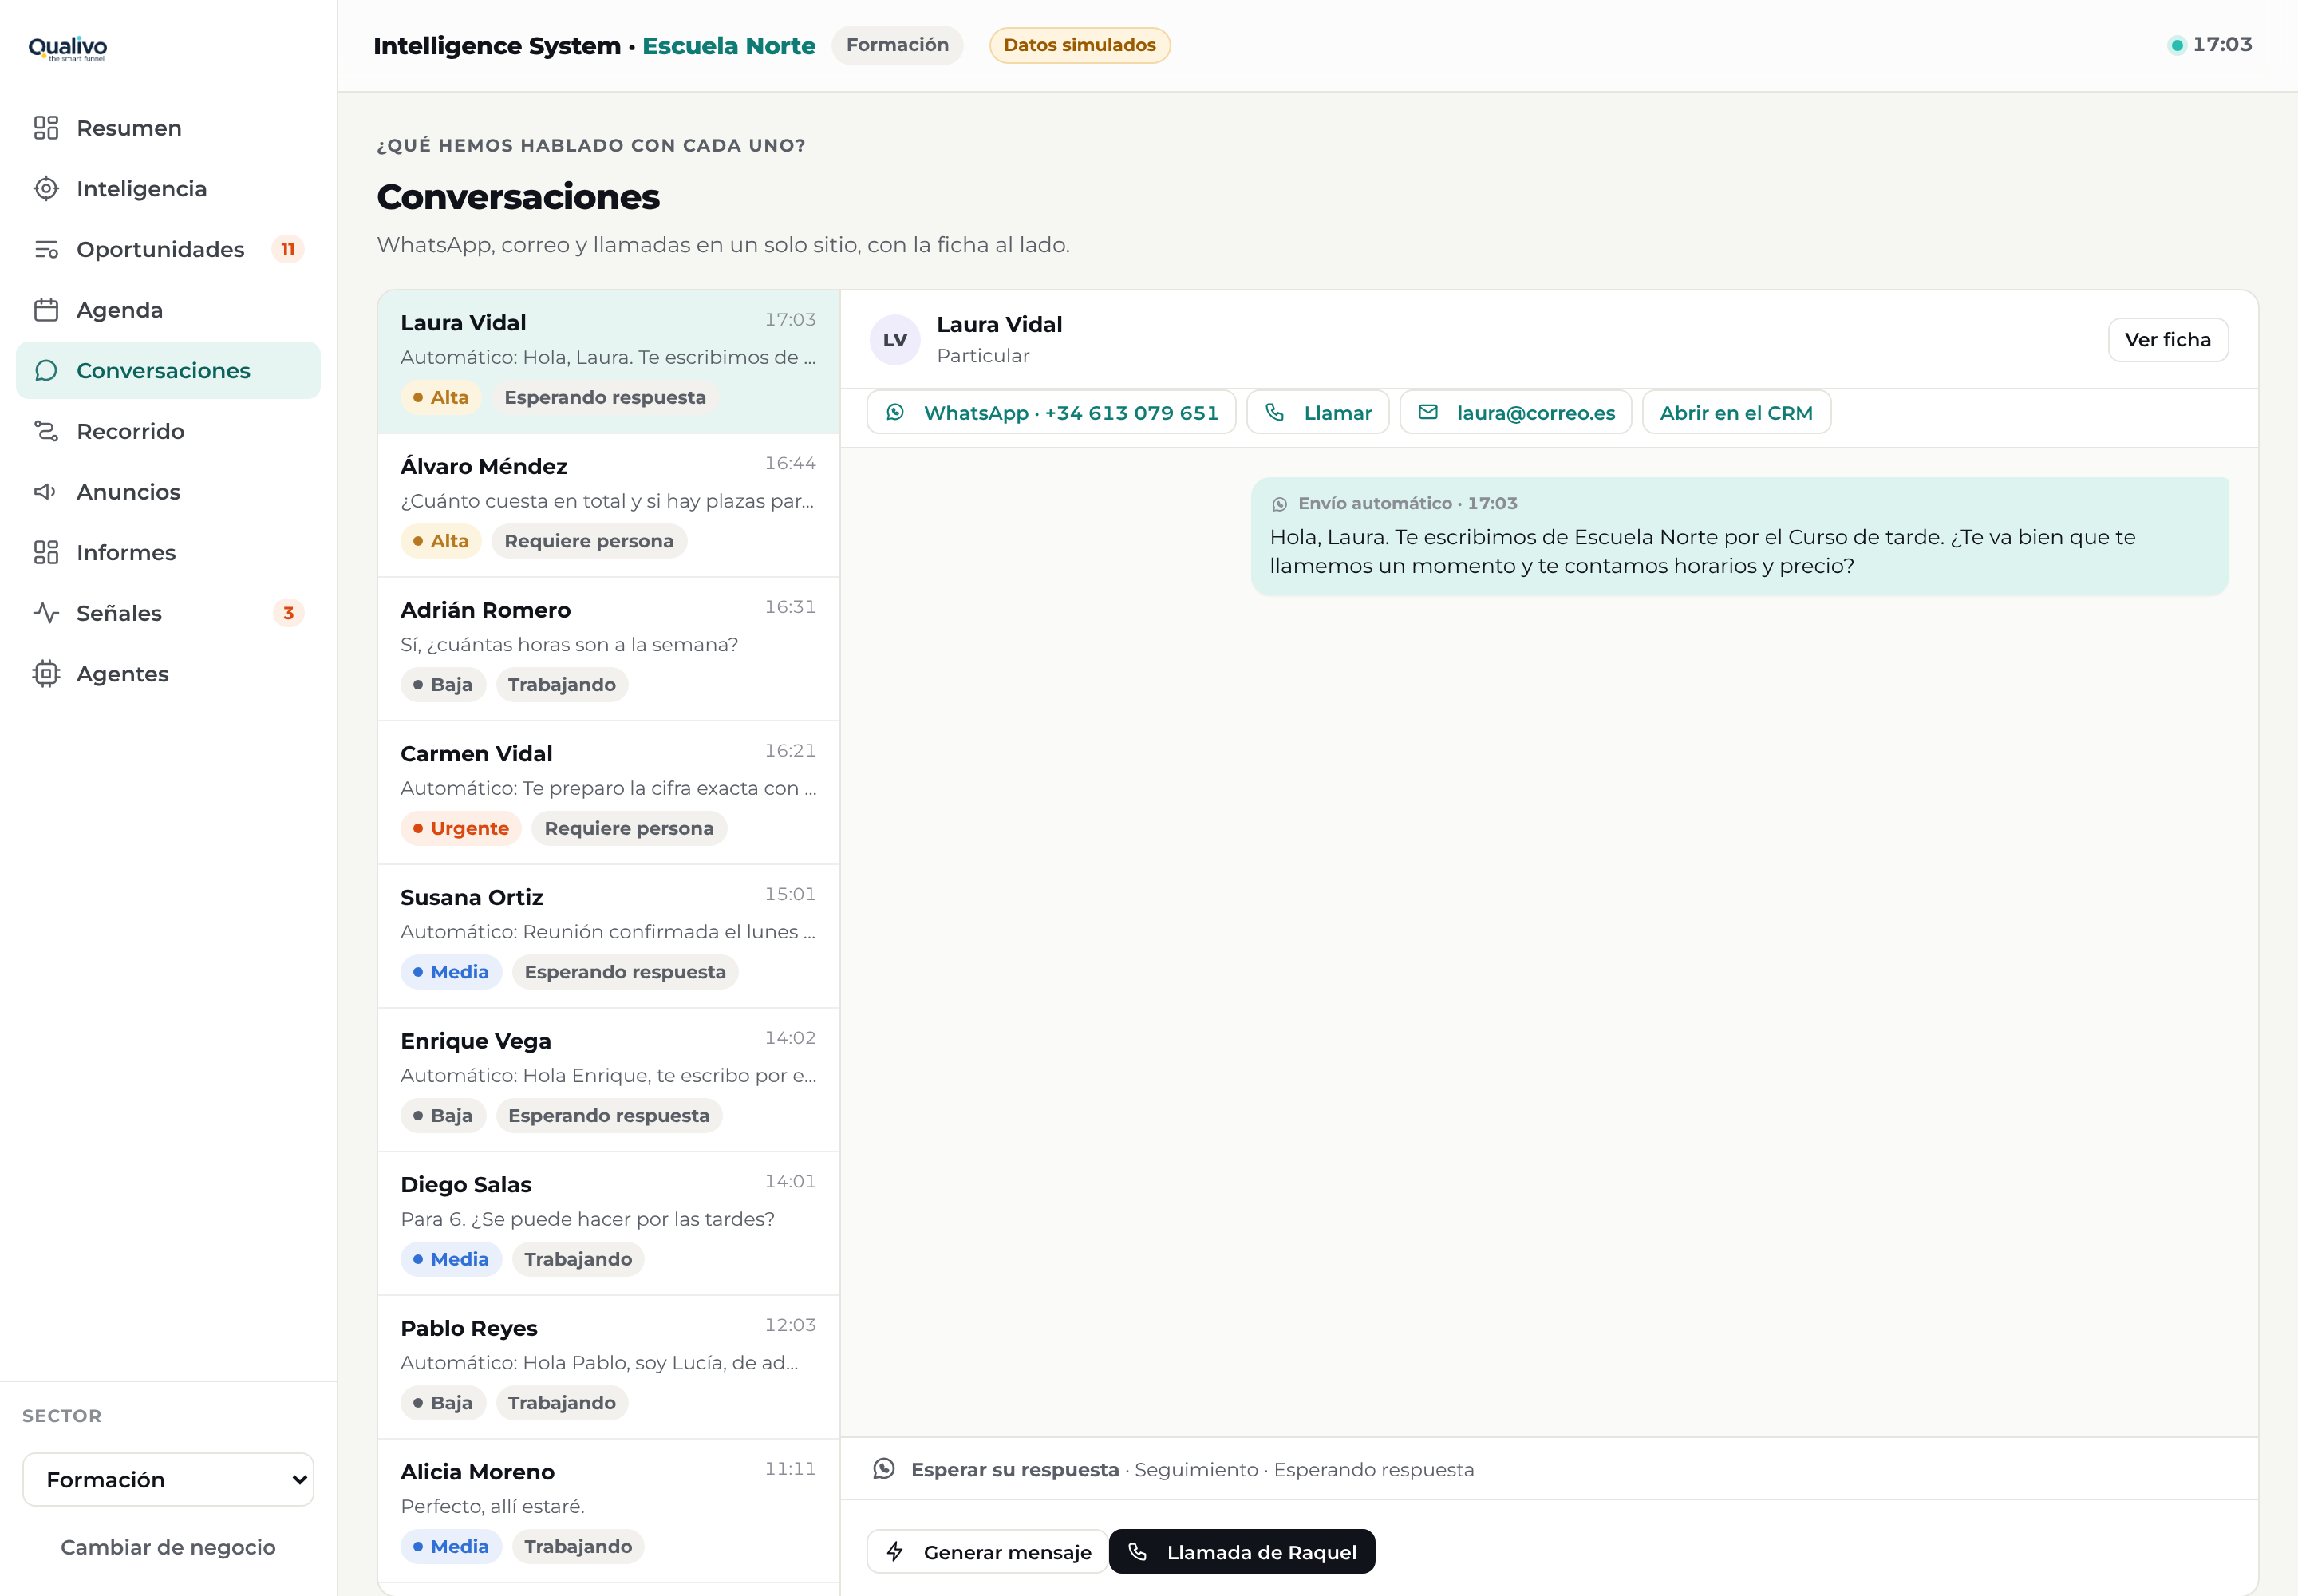 Qualivo
the smart funnel
Resumen
Inteligencia
Oportunidades 11
Agenda
Conversaciones
Recorrido
Anuncios
Informes
Señales 3
Agentes
SECTOR
Formación
Cambiar de negocio
Intelligence System · Escuela Norte Formación Datos simulados 17:03
¿QUÉ HEMOS HABLADO CON CADA UNO?
Conversaciones
WhatsApp, correo y llamadas en un solo sitio, con la ficha al lado.
Laura Vidal 17:03
Automático: Hola, Laura. Te escribimos de ...
Alta Esperando respuesta
Álvaro Méndez 16:44
¿Cuánto cuesta en total y si hay plazas par...
Alta Requiere persona
Adrián Romero 16:31
Sí, ¿cuántas horas son a la semana?
Baja Trabajando
Carmen Vidal 16:21
Automático: Te preparo la cifra exacta con ...
Urgente Requiere persona
Susana Ortiz 15:01
Automático: Reunión confirmada el lunes ...
Media Esperando respuesta
Enrique Vega 14:02
Automático: Hola Enrique, te escribo por e...
Baja Esperando respuesta
Diego Salas 14:01
Para 6. ¿Se puede hacer por las tardes?
Media Trabajando
Pablo Reyes 12:03
Automático: Hola Pablo, soy Lucía, de ad...
Baja Trabajando
Alicia Moreno 11:11
Perfecto, allí estaré.
Media Trabajando
LV
Laura Vidal
Particular
Ver ficha
WhatsApp · +34 613 079 651 Llamar laura@correo.es Abrir en el CRM
Envío automático · 17:03
Hola, Laura. Te escribimos de Escuela Norte por el Curso de tarde. ¿Te va bien que te
llamemos un momento y te contamos horarios y precio?
Esperar su respuesta · Seguimiento · Esperando respuesta
Generar mensaje Llamada de Raquel